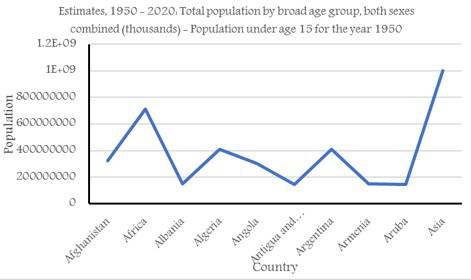 Estimates, 1950 - 2020: Total population by broad age group, both sexes
combined (thousands) - Population under age 15 for the year 1950
1.2E+09
1E+09
800000000
600000000
400000000
200000000
0
Population
Afghanistan
Africa
Albania
Algeria
Angola
Antigua and...
Argentina
Armenia
Aruba
Asia
Country